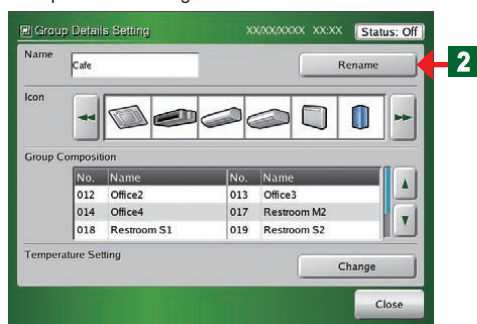 Group Details Setting XX/XX/XXXX XX:XX Status: Off
Name Cafe Rename 2
Icon
Group Composition
No. Name No. Name
012 Office2 013 Office3
014 Office4 017 Restroom M2
018 Restroom S1 019 Restroom S2
Temperature Setting Change
Close